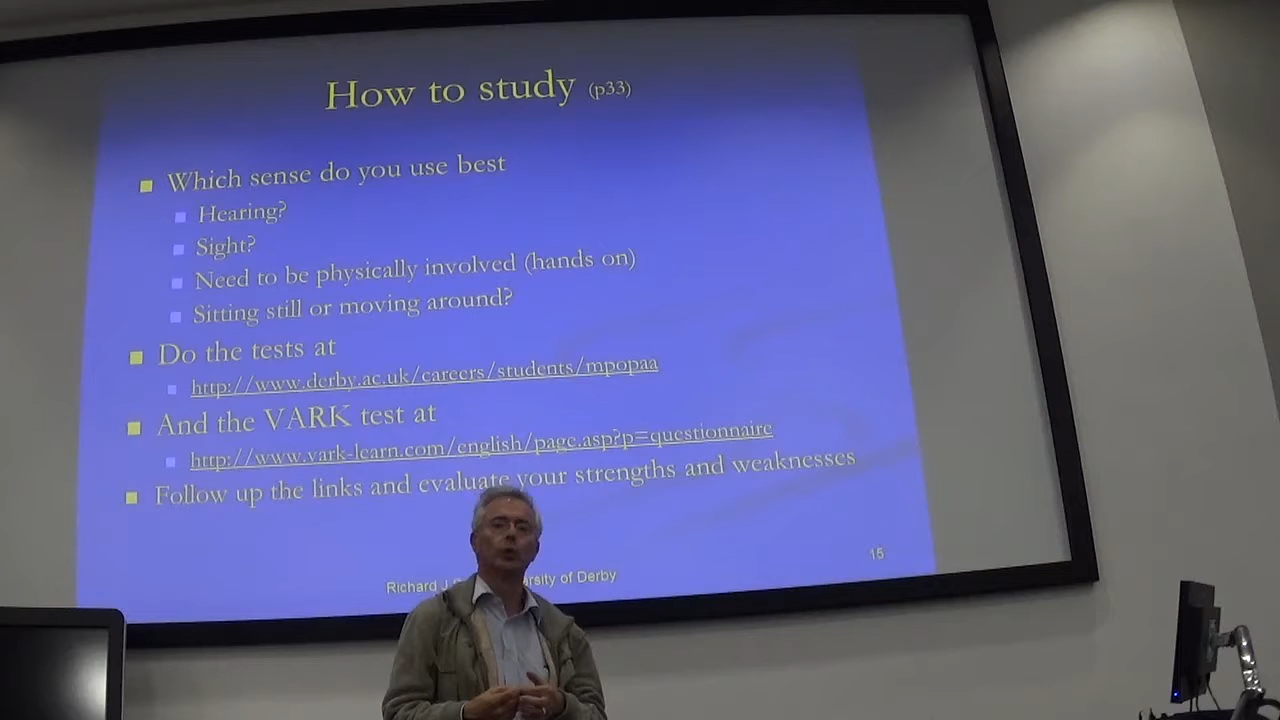 How to study (p33)
Which sense do you use best
Hearing?
Sight?
Need to be physically involved (hands on)
Sitting still or moving around?
Do the tests at
http://www.derby.ac.uk/careers/students/mpopaa
And the VARK test at
http://www.vark-learn.com/english/page.asp?p=questionnaire
Follow up the links and evaluate your strengths and weaknesses
Richard J of Derby
15